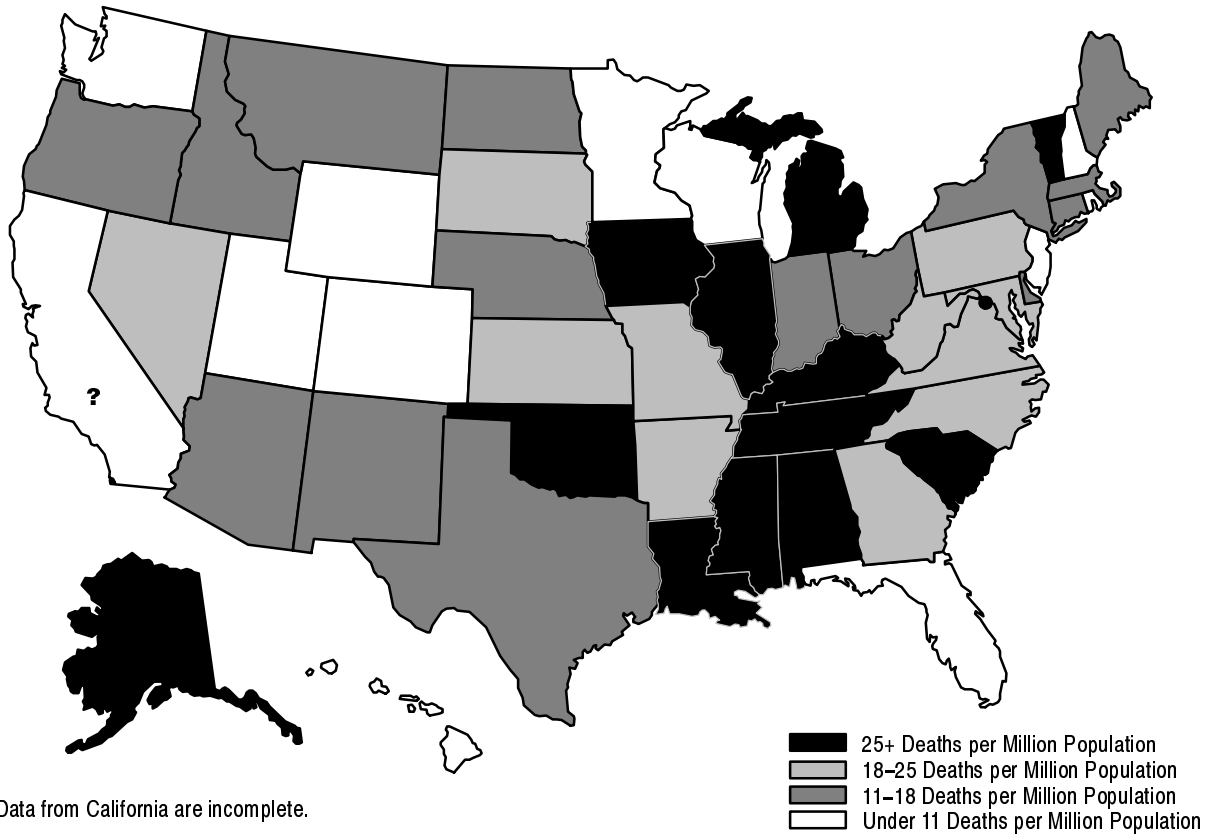 ?
25+ Deaths per Million Population
18–25 Deaths per Million Population
11–18 Deaths per Million Population
Under 11 Deaths per Million Population
Data from California are incomplete.